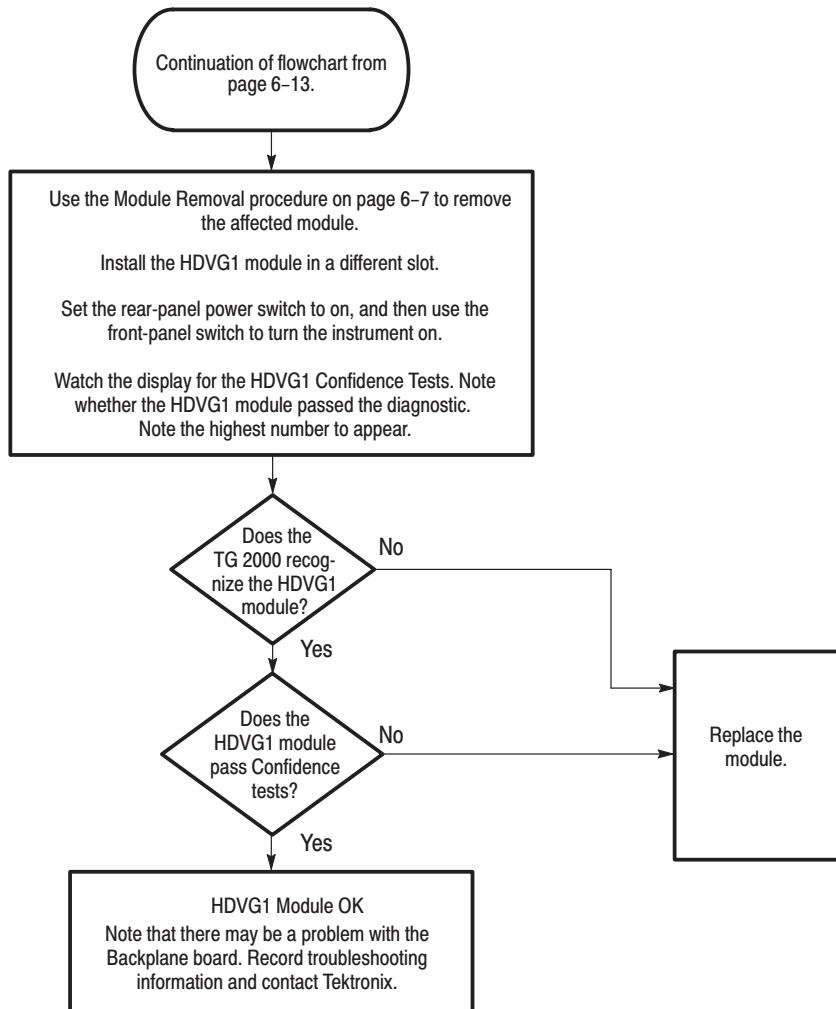 Continuation of flowchart from
page 6–13.
Use the Module Removal procedure on page 6–7 to remove
the affected module.
Install the HDVG1 module in a different slot.
Set the rear-panel power switch to on, and then use the
front-panel switch to turn the instrument on.
Watch the display for the HDVG1 Confidence Tests. Note
whether the HDVG1 module passed the diagnostic.
Note the highest number to appear.
Does the
TG 2000 recog-
nize the HDVG1
module?
No
Yes
Does the
HDVG1 module
pass Confidence
tests?
No
Yes
Replace the
module.
HDVG1 Module OK
Note that there may be a problem with the
Backplane board. Record troubleshooting
information and contact Tektronix.